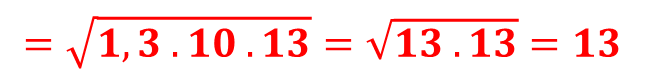 = √1,3 . 10 . 13 = √13 . 13 = 13